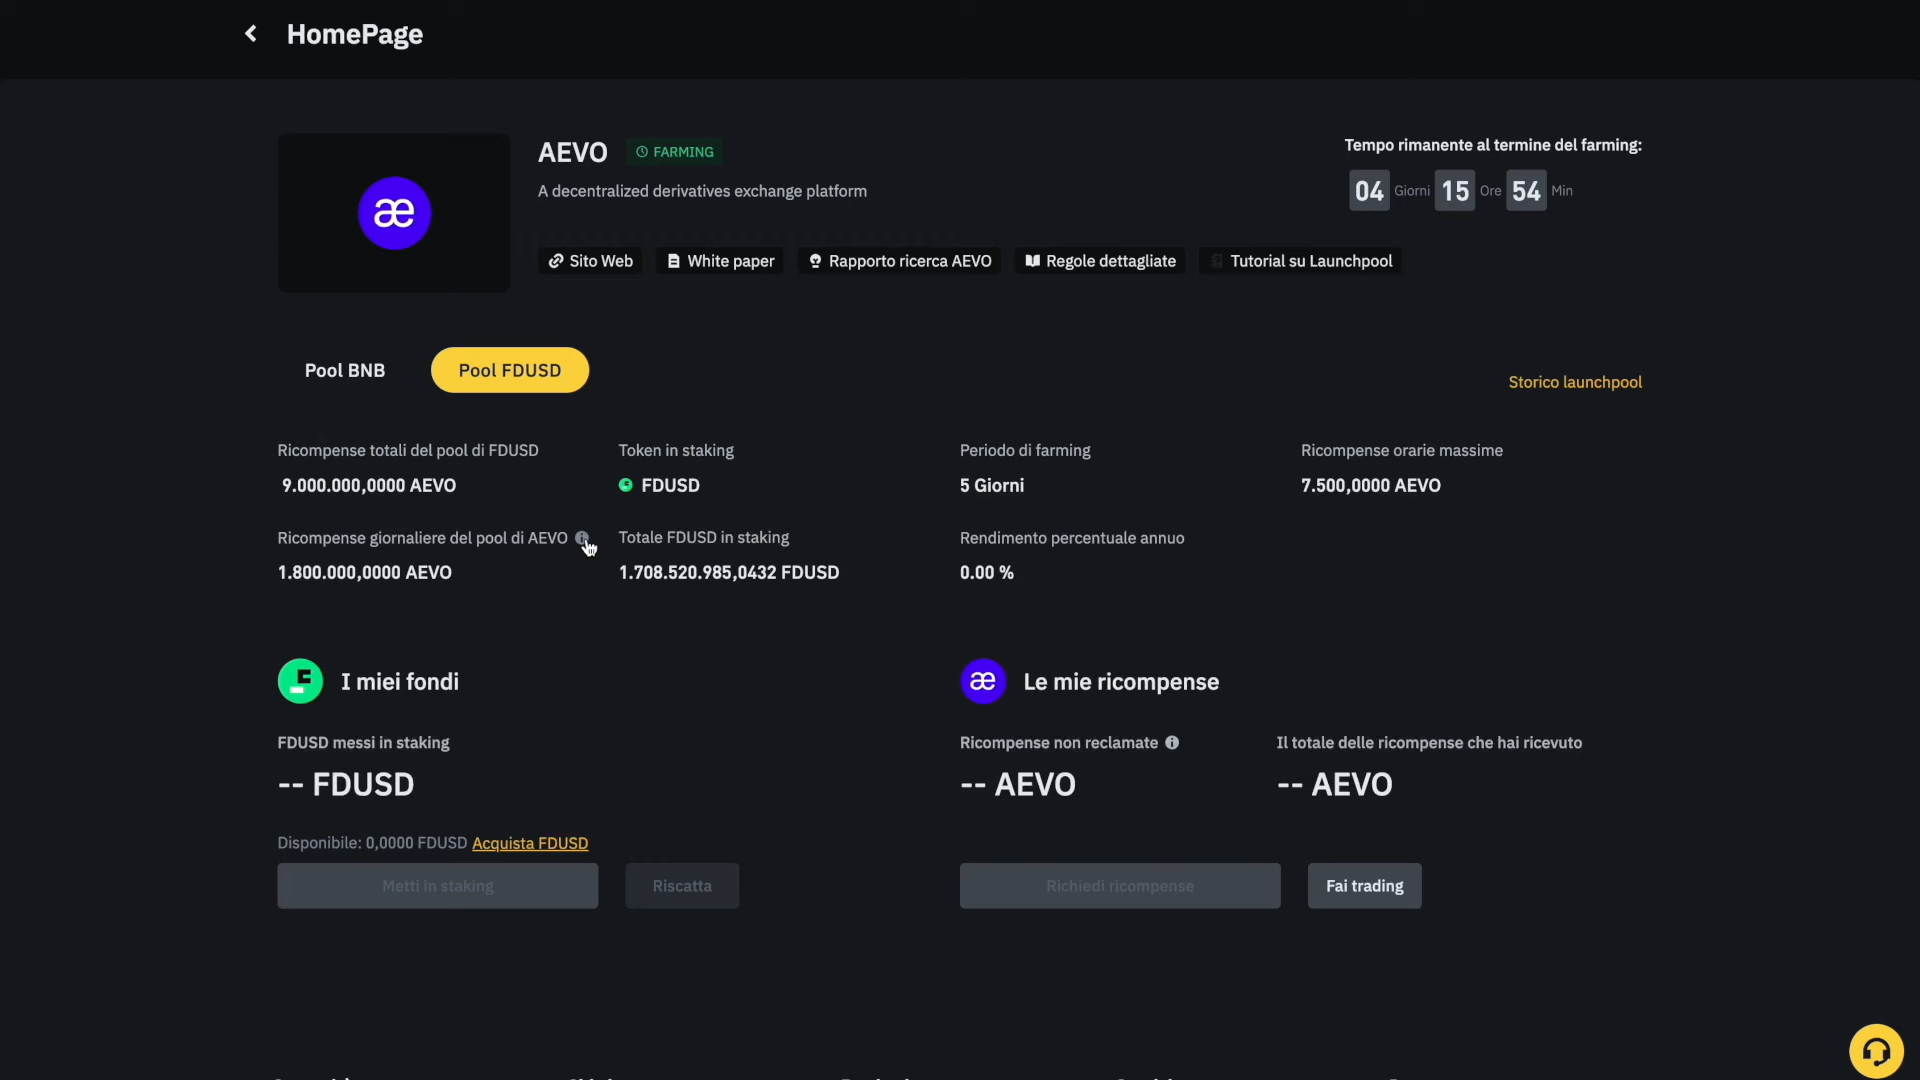 HomePage
æ
AEVO FARMING
A decentralized derivatives exchange platform
Sito Web White paper Rapporto ricerca AEVO Regole dettagliate Tutorial su Launchpool
Tempo rimanente al termine del farming:
04 Giorni 15 Ore 54 Min
Pool BNB Pool FDUSD
Storico launchpool
Ricompense totali del pool di FDUSD Token in staking Periodo di farming Ricompense orarie massime
9.000.000,0000 AEVO FDUSD 5 Giorni 7.500,0000 AEVO
Ricompense giornaliere del pool di AEVO Totale FDUSD in staking Rendimento percentuale annuo
1.800.000,0000 AEVO 1.708.520.985,0432 FDUSD 0.00 %
I miei fondi
FDUSD messi in staking
-- FDUSD
Disponibile: 0,0000 FDUSD Acquista FDUSD
Metti in staking Riscatta
æ Le mie ricompense
Ricompense non reclamate Il totale delle ricompense che hai ricevuto
-- AEVO -- AEVO
Richiedi ricompense Fai trading